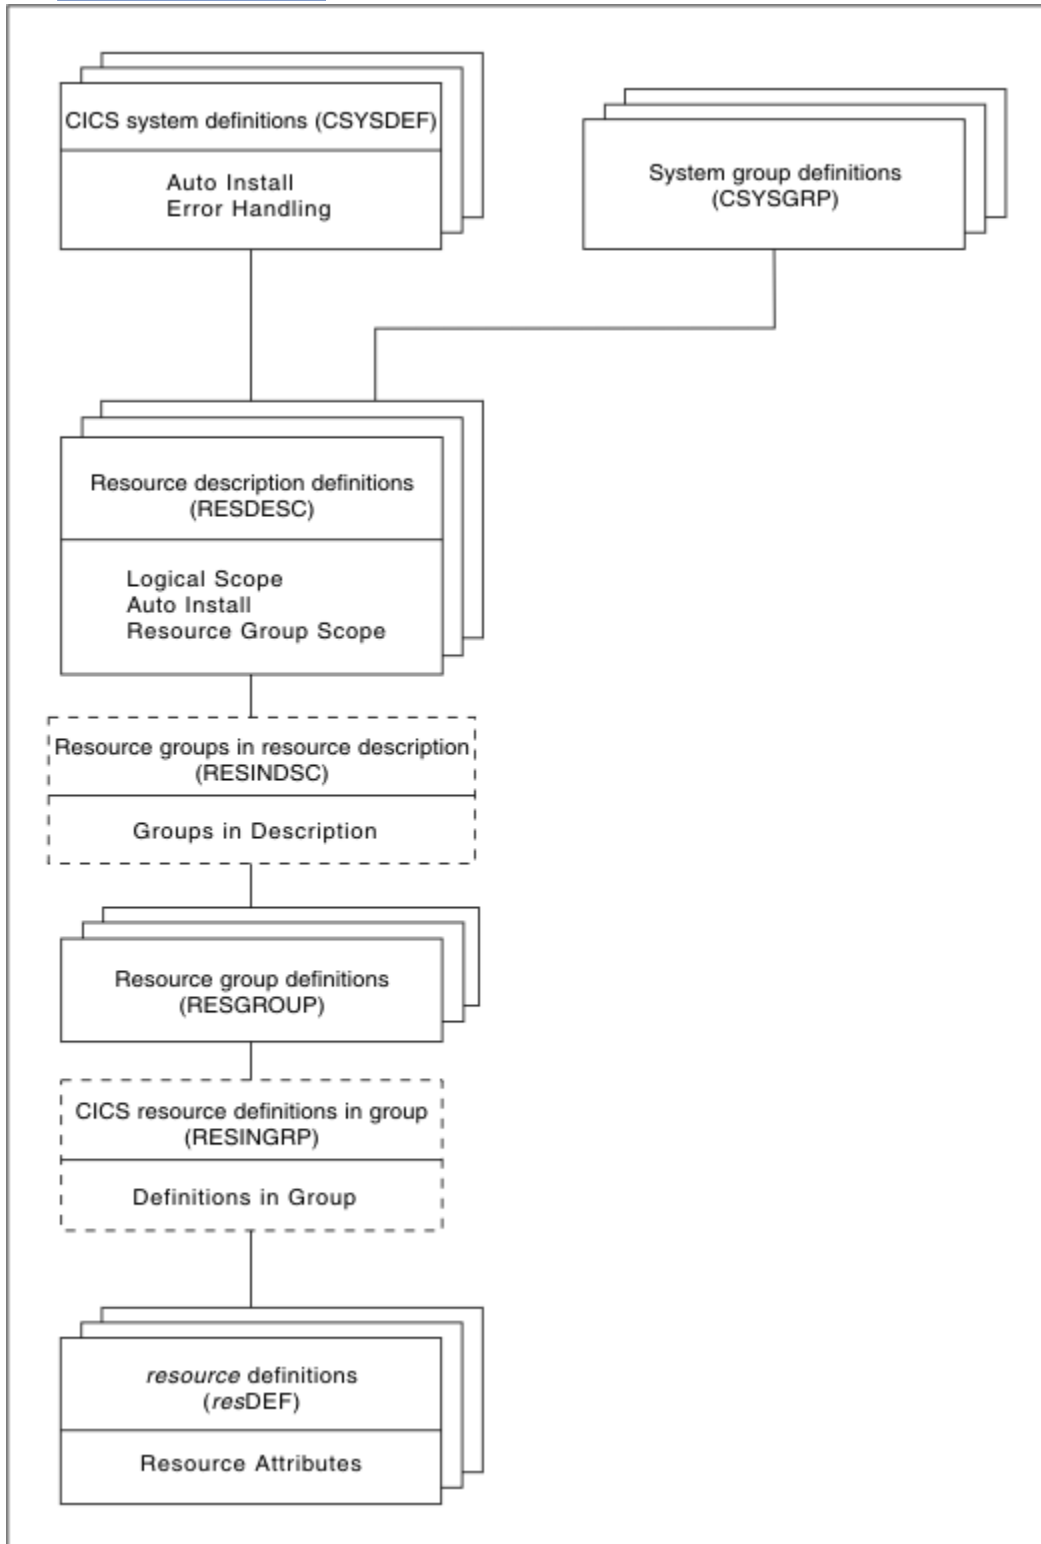 CICS system definitions (CSYSDEF)
Auto Install
Error Handling
System group definitions
(CSYSGRP)
Resource description definitions
(RESDESC)
Logical Scope
Auto Install
Resource Group Scope
Resource groups in resource description
(RESINDSC)
Groups in Description
Resource group definitions
(RESGROUP)
CICS resource definitions in group
(RESINGRP)
Definitions in Group
resource definitions
(resDEF)
Resource Attributes